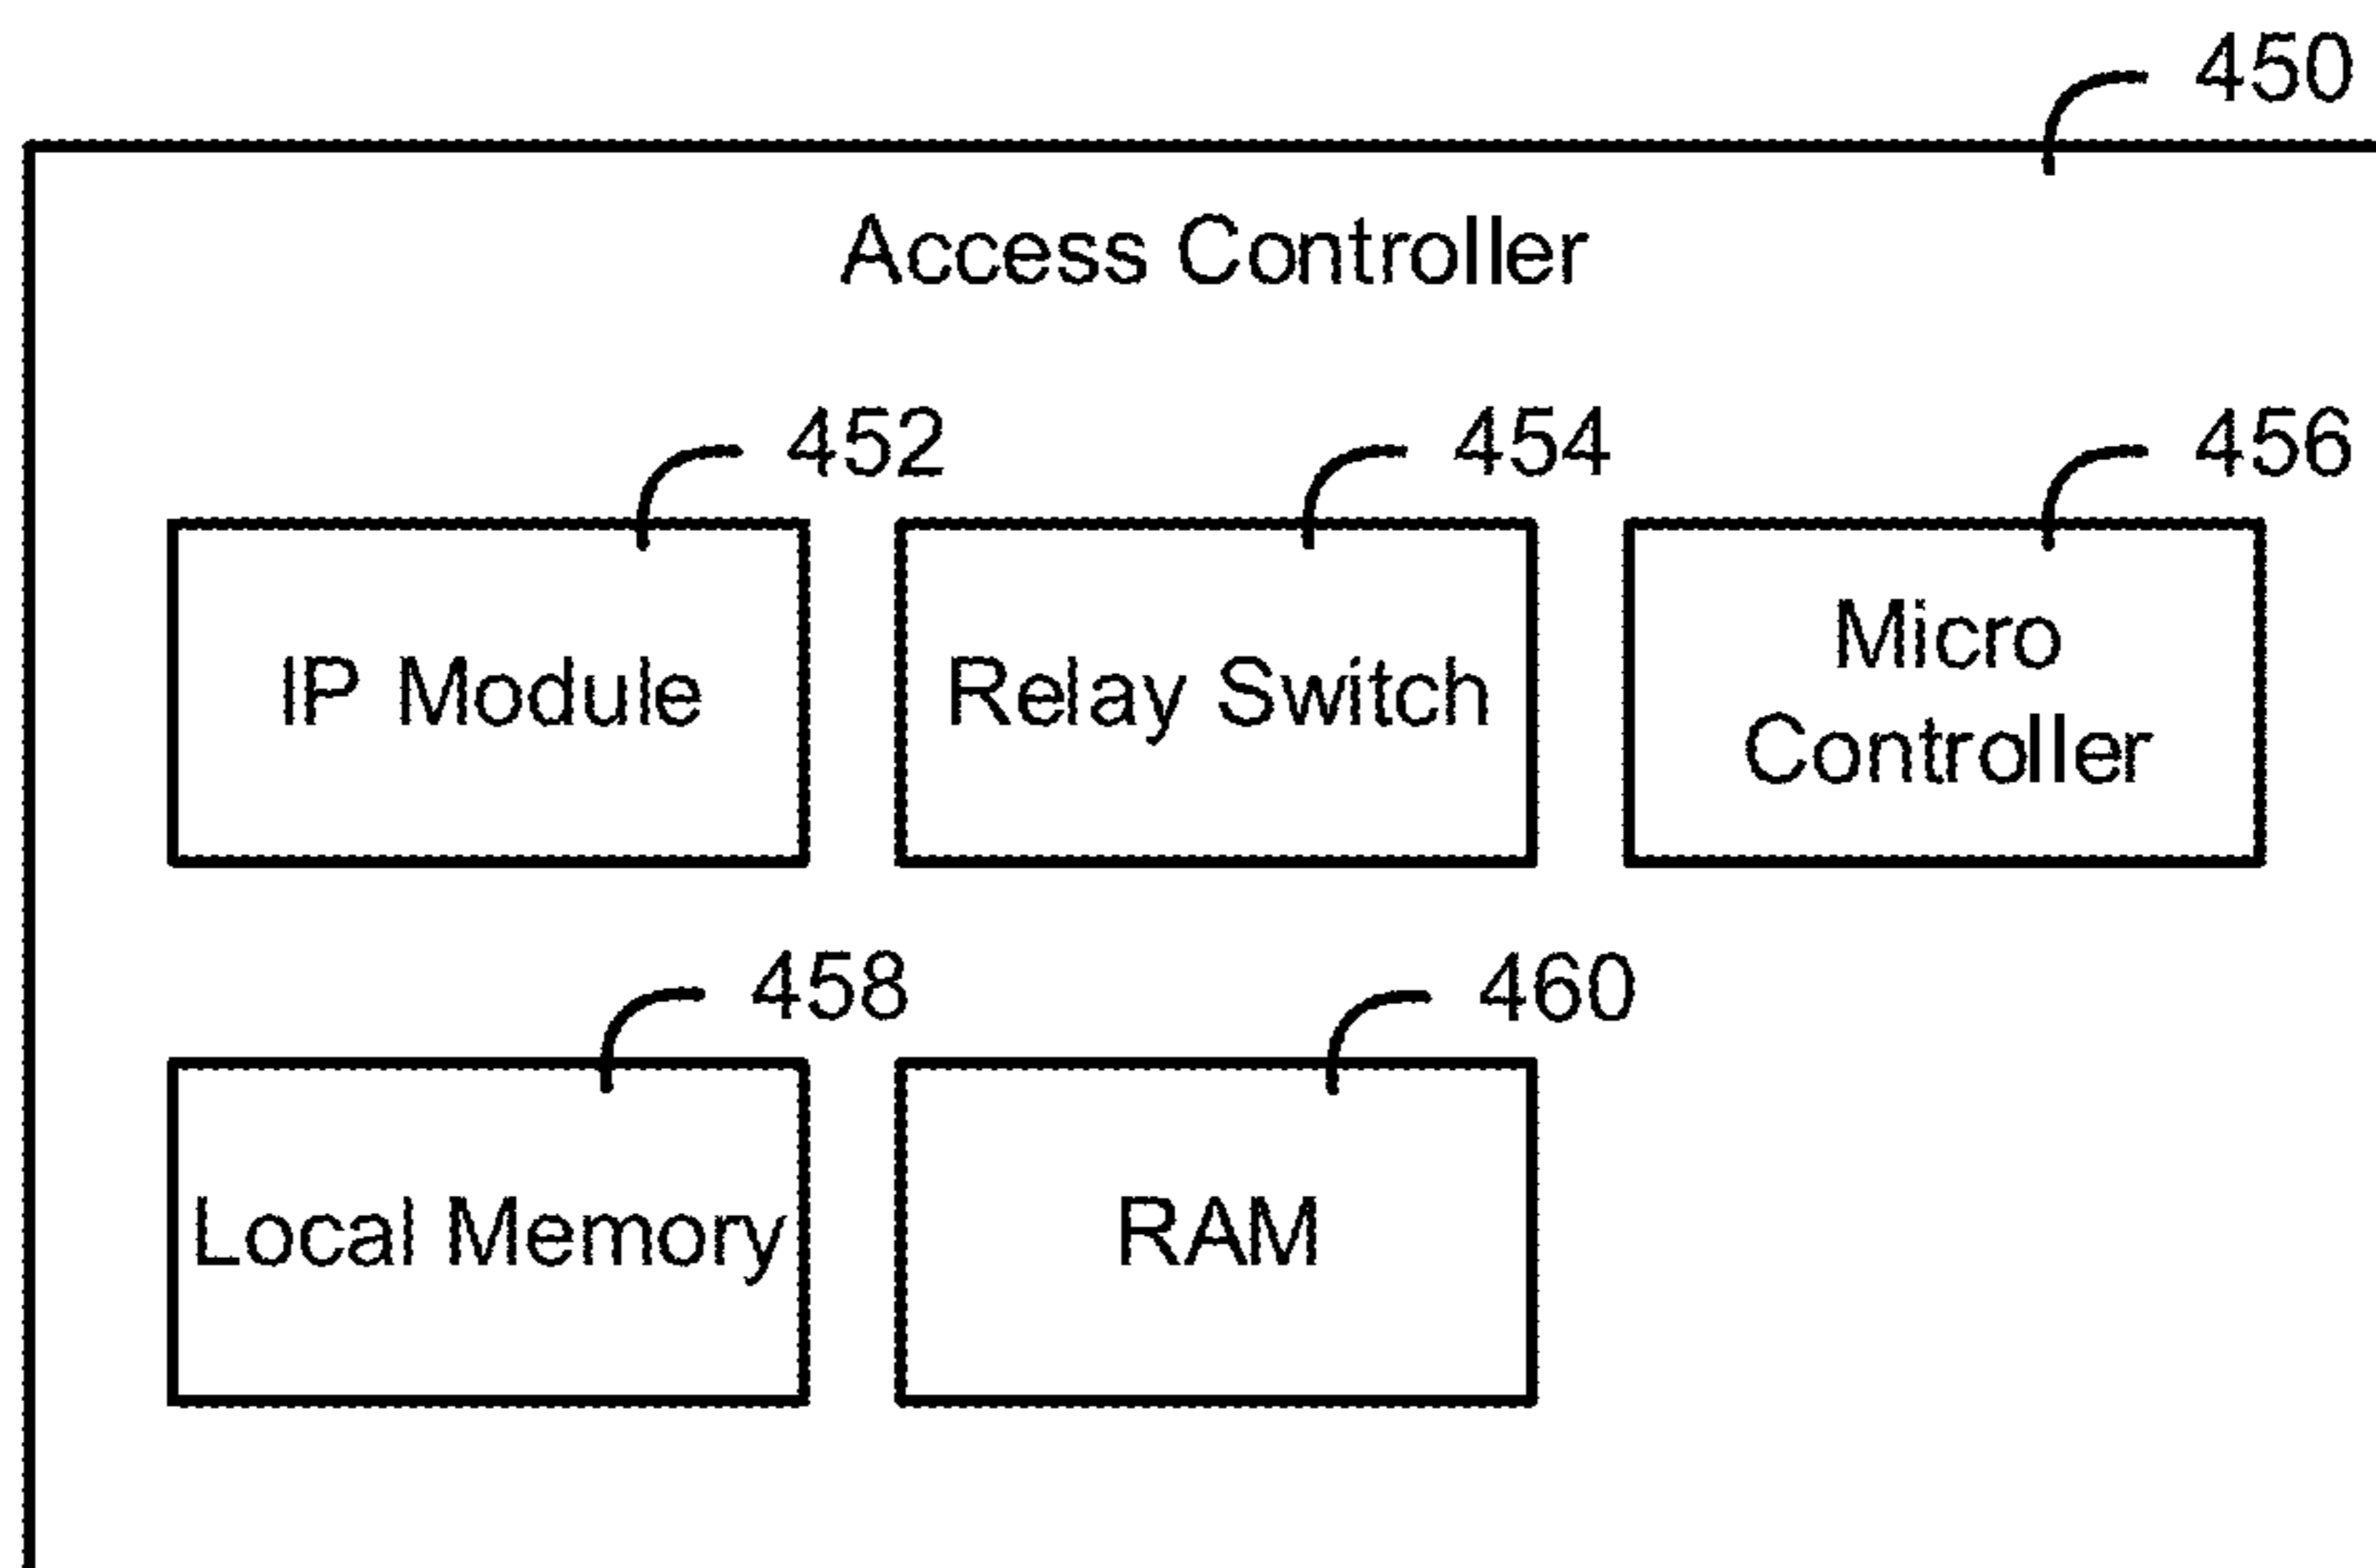 450
Access Controller
452
454
456
IP Module
Relay Switch
Micro
Controller
458
460
Local Memory
RAM